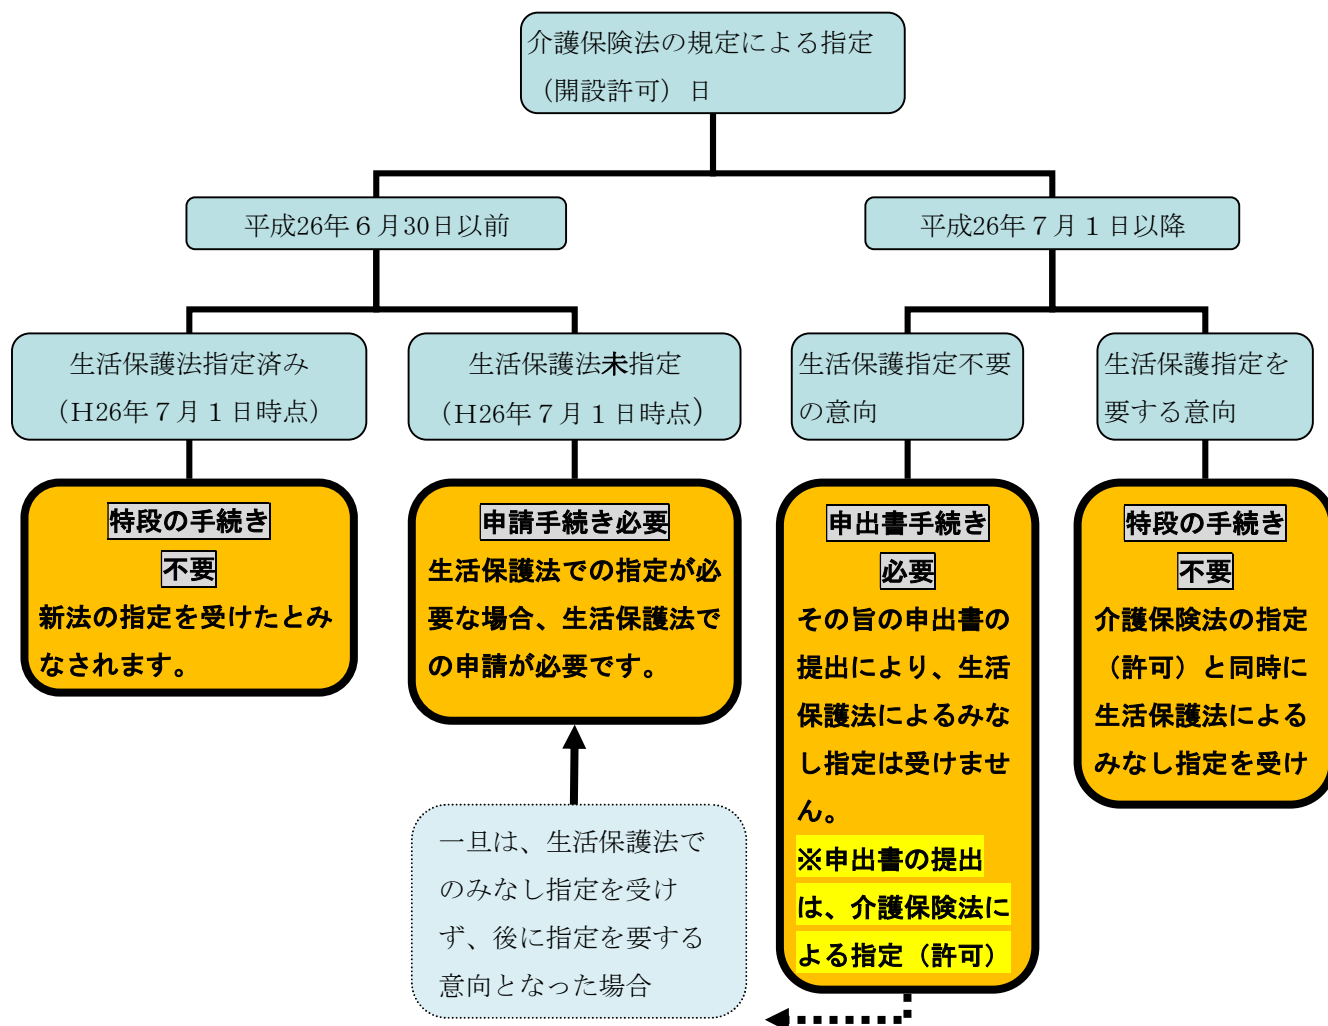 介護保険法の規定による指定
（開設許可）日
平成26年６月30日以前
平成26年７月１日以降
生活保護法指定済み
（H26年７月１日時点）
生活保護法未指定
（H26年７月１日時点）
生活保護指定不要
の意向
生活保護指定を
要する意向
特段の手続き
不要
新法の指定を受けたとみ
なされます。
申請手続き必要
生活保護法での指定が必
要な場合、生活保護法で
の申請が必要です。
申出書手続き
必要
その旨の申出書の
提出により、生活
保護法によるみな
し指定は受けませ
ん。
※申出書の提出
は、介護保険法に
よる指定（許可）
特段の手続き
不要
介護保険法の指定
（許可）と同時に
生活保護法による
みなし指定を受け
一旦は、生活保護法で
のみなし指定を受け
ず、後に指定を要する
意向となった場合